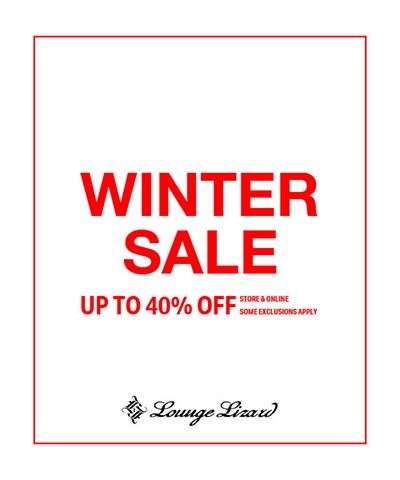 WINTER
SALE
UP TO 40% OFF
STORE & ONLINE
SOME EXCLUSIONS APPLY
Lounge Lizard